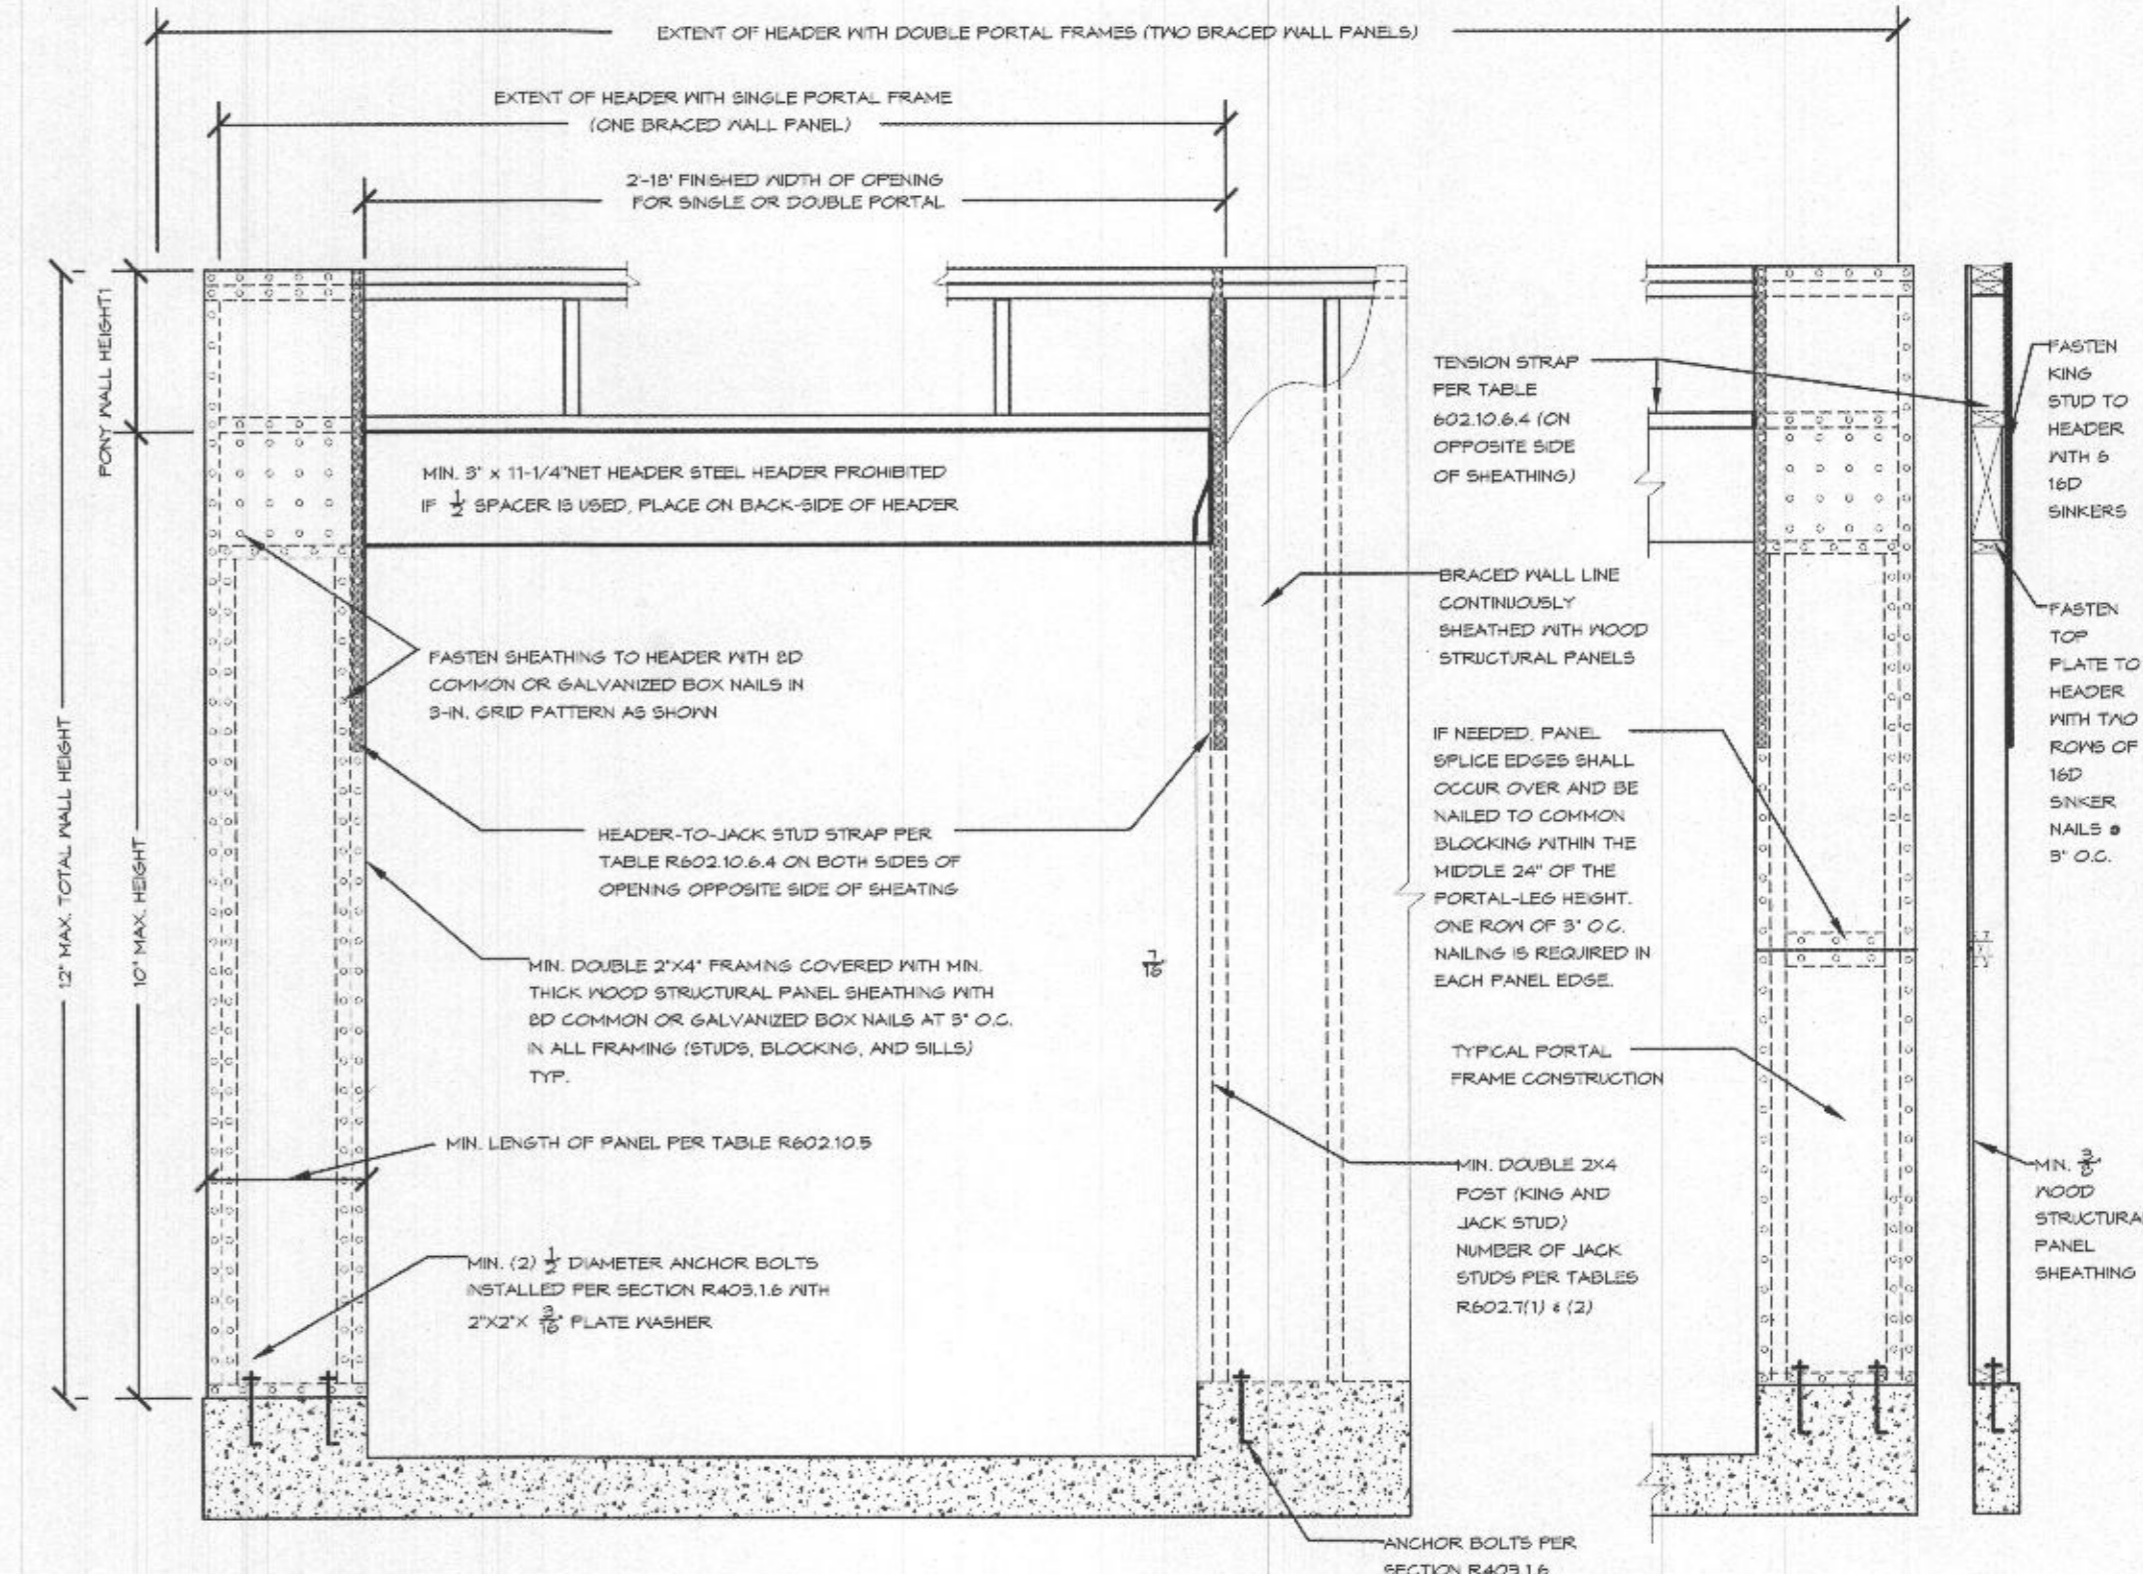 EXTENT OF HEADER WITH DOUBLE PORTAL FRAMES (TWO BRACED WALL PANELS)
EXTENT OF HEADER WITH SINGLE PORTAL FRAME
(ONE BRACED WALL PANEL)
2'-18' FINISHED WIDTH OF OPENING
FOR SINGLE OR DOUBLE PORTAL
PONY WALL HEIGHT
12" MAX. TOTAL WALL HEIGHT
10" MAX. HEIGHT
MIN. 3" x 11-1/4"NET HEADER STEEL HEADER PROHIBITED
IF 1/2 SPACER IS USED, PLACE ON BACK-SIDE OF HEADER
FASTEN SHEATHING TO HEADER WITH 8D
COMMON OR GALVANIZED BOX NAILS IN
3-IN. GRID PATTERN AS SHOWN
HEADER-TO-JACK STUD STRAP PER
TABLE R602.10.6.4 ON BOTH SIDES OF
OPENING OPPOSITE SIDE OF SHEATING
MIN. DOUBLE 2"X4" FRAMING COVERED WITH MIN.
THICK WOOD STRUCTURAL PANEL SHEATHING WITH
8D COMMON OR GALVANIZED BOX NAILS AT 3" O.C.
IN ALL FRAMING (STUDS, BLOCKING, AND SILLS)
TYP.
7/16
MIN. LENGTH OF PANEL PER TABLE R602.10.5
MIN. (2) 1/2 DIAMETER ANCHOR BOLTS
INSTALLED PER SECTION R403.1.6 WITH
2"X2"X 3/16" PLATE WASHER
TENSION STRAP
PER TABLE
602.10.6.4 (ON
OPPOSITE SIDE
OF SHEATHING)
BRACED WALL LINE
CONTINUOUSLY
SHEATHED WITH WOOD
STRUCTURAL PANELS
IF NEEDED, PANEL
SPLICE EDGES SHALL
OCCUR OVER AND BE
NAILED TO COMMON
BLOCKING WITHIN THE
MIDDLE 24" OF THE
PORTAL-LEG HEIGHT.
ONE ROW OF 3" O.C.
NAILING IS REQUIRED IN
EACH PANEL EDGE.
TYPICAL PORTAL
FRAME CONSTRUCTION
MIN. DOUBLE 2X4
POST (KING AND
JACK STUD)
NUMBER OF JACK
STUDS PER TABLES
R602.7(1) & (2)
ANCHOR BOLTS PER
SECTION R403.1.6
FASTEN
KING
STUD TO
HEADER
WITH 6
16D
SINKERS
FASTEN
TOP
PLATE TO
HEADER
WITH TWO
ROWS OF
16D
SINKER
NAILS @
3" O.C.
MIN.
WOOD
STRUCTURAL
PANEL
SHEATHING